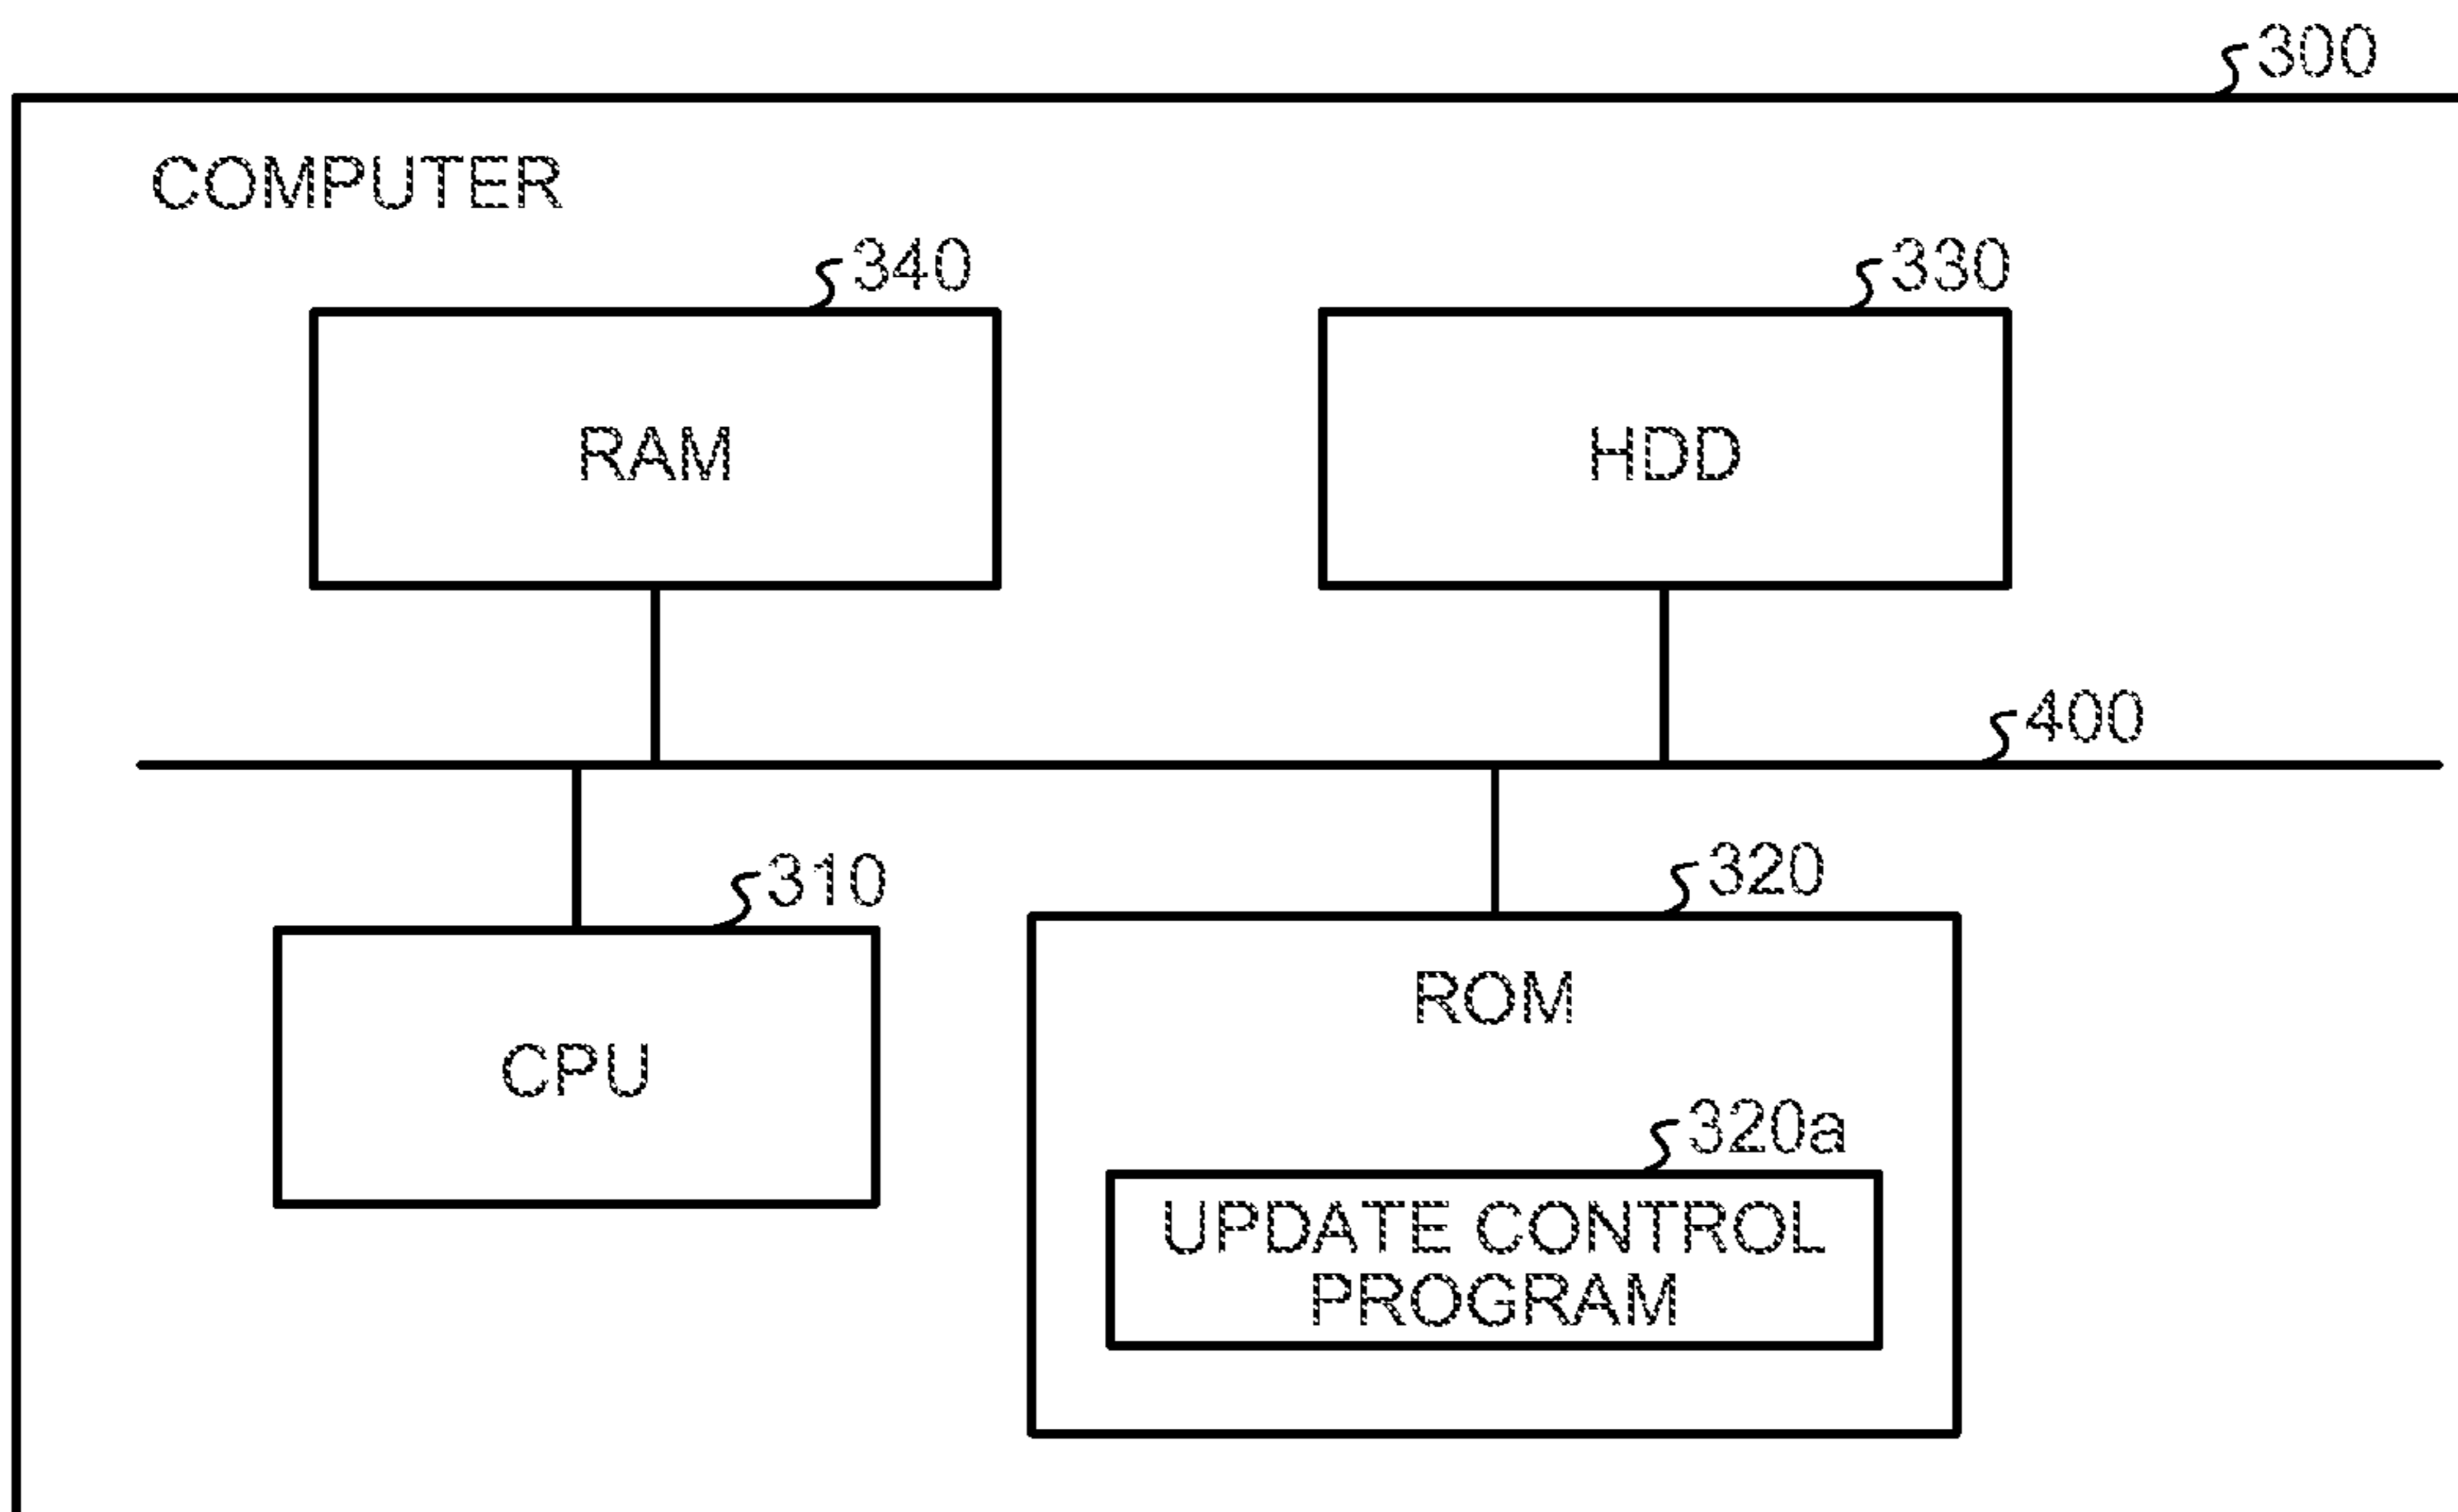 300
COMPUTER
340
330
RAM
HDD
400
310
320
CPU
ROM
320a
UPDATE CONTROL
PROGRAM